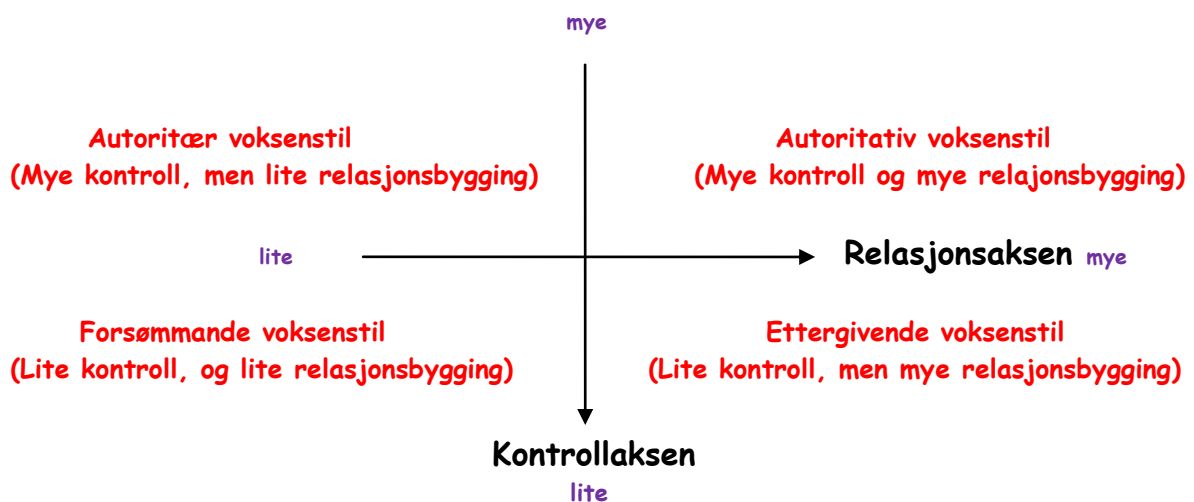 mye
Autoritær voksenstil
(Mye kontroll, men lite relasjonsbygging)
Autoritativ voksenstil
(Mye kontroll og mye relajonsbygging)
lite
Relasjonsaksen mye
Forsømmande voksenstil
(Lite kontroll, og lite relasjonsbygging)
Ettergivende voksenstil
(Lite kontroll, men mye relasjonsbygging)
Kontrollaksen
lite